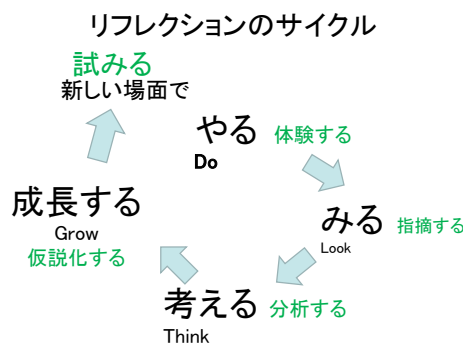 リフレクションのサイクル
試みる
新しい場面で
やる 体験する
Do
みる 指摘する
Look
考える 分析する
Think
成長する
Grow
仮説化する